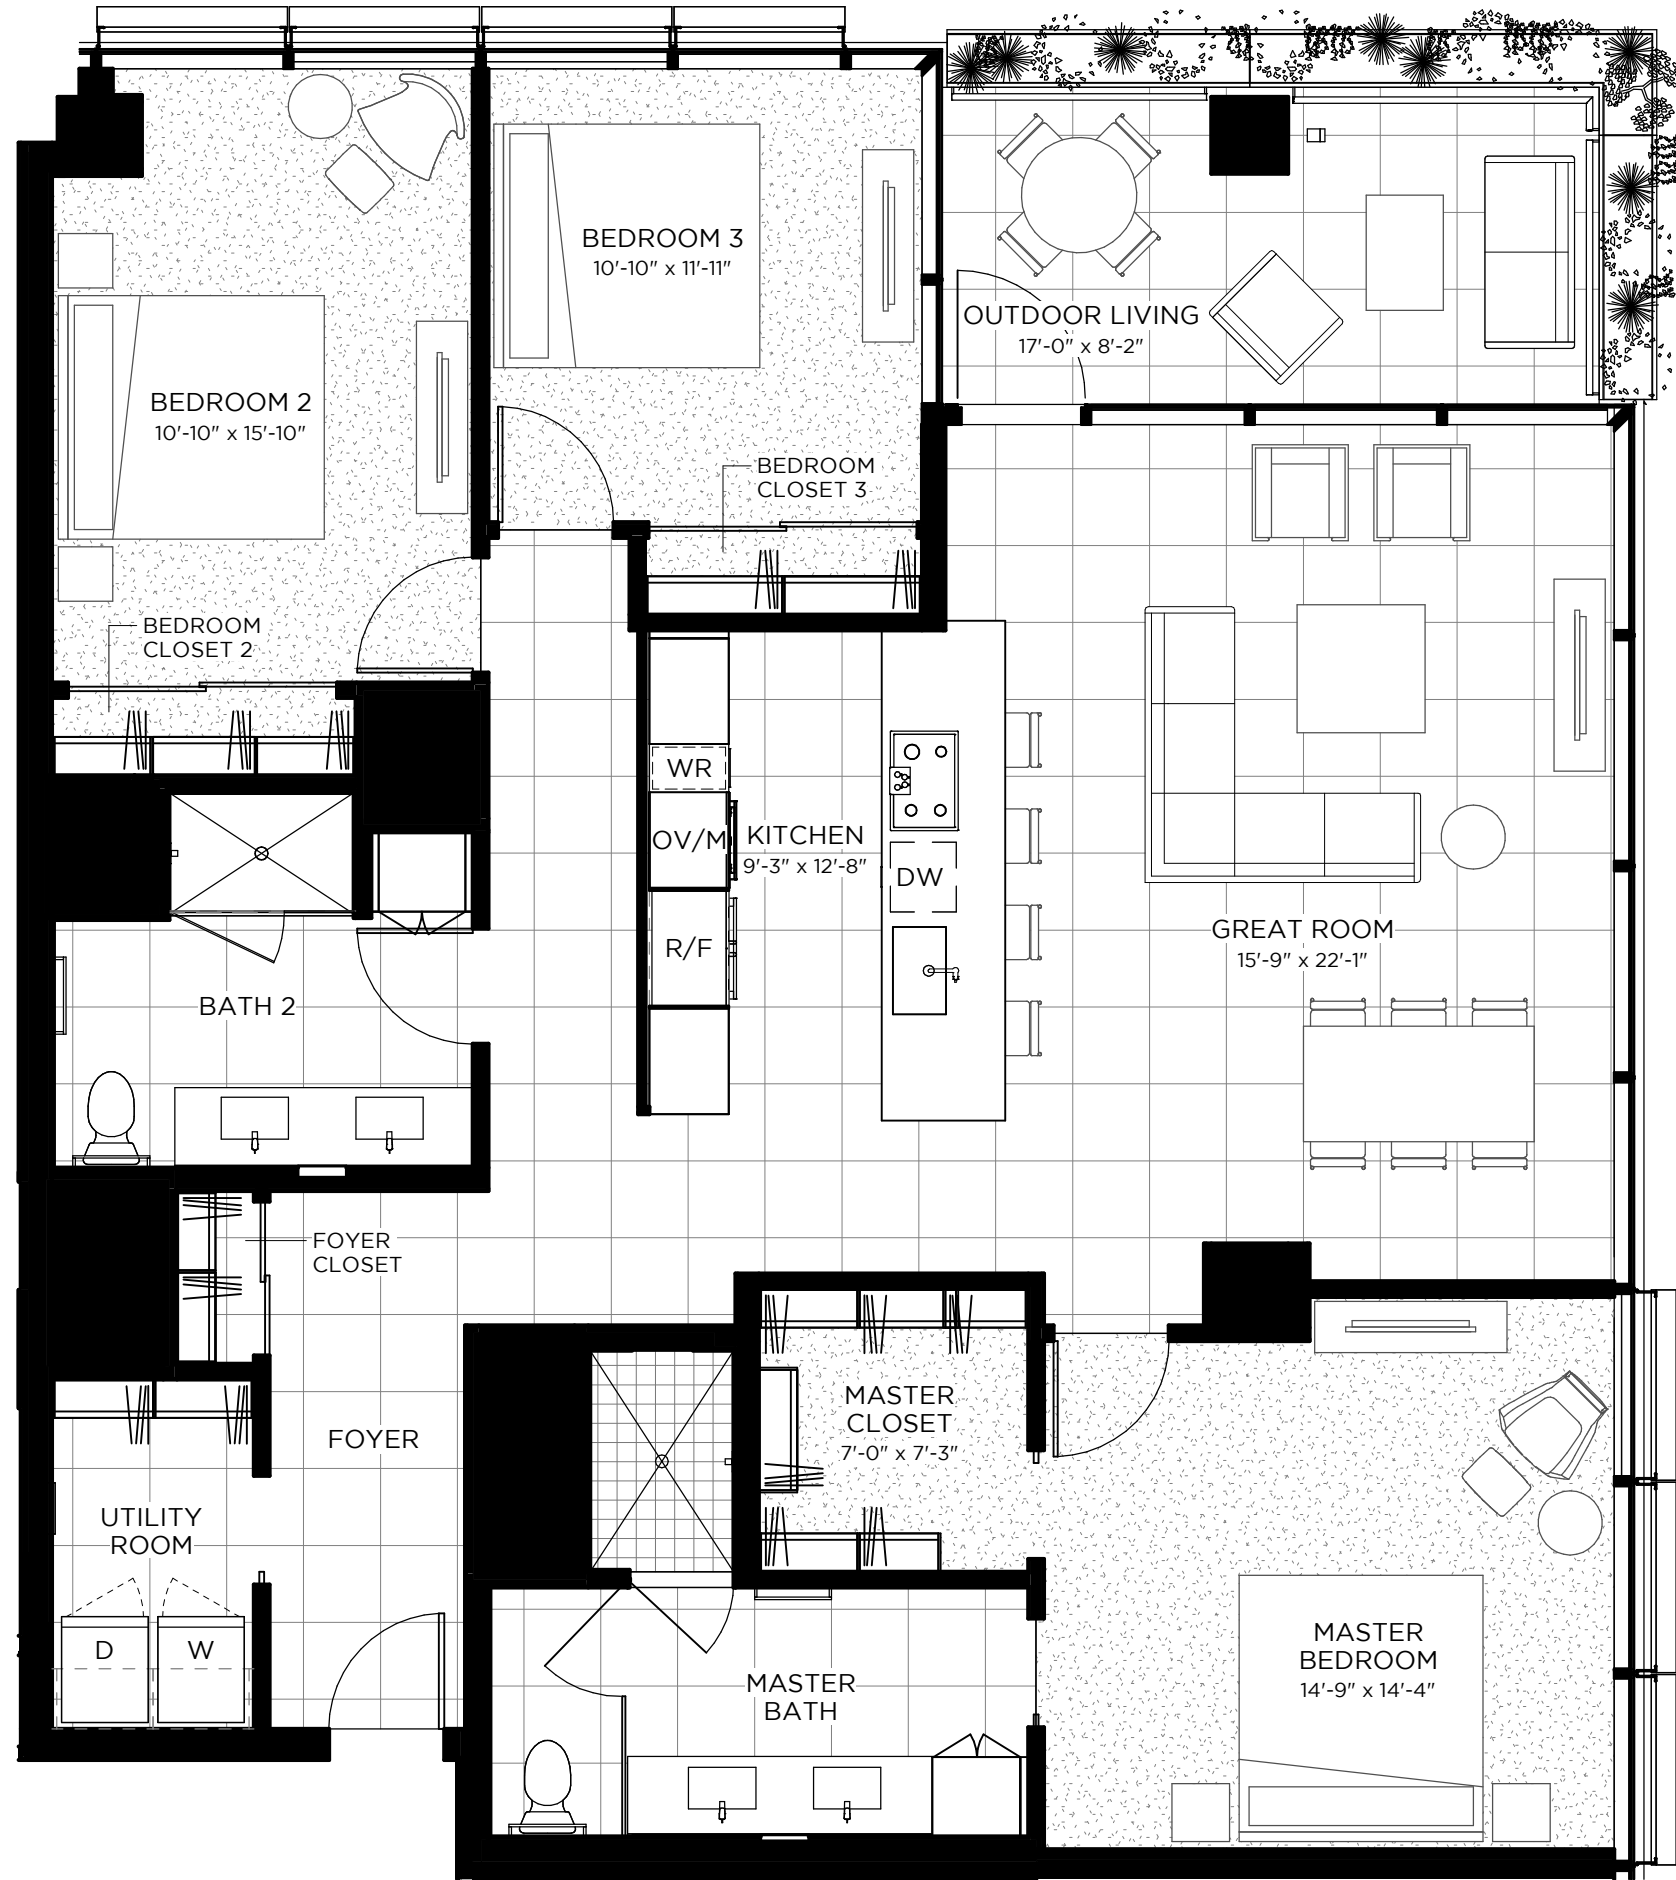 BEDROOM 3
10'-10" x 11'-11"
OUTDOOR LIVING
17'-0" x 8'-2"
BEDROOM 2
10'-10" x 15'-10"
BEDROOM
CLOSET 3
BEDROOM
CLOSET 2
WR
OV/M
KITCHEN
9'-3" x 12'-8"
DW
R/F
GREAT ROOM
15'-9" x 22'-1"
BATH 2
FOYER
CLOSET
MASTER
CLOSET
7'-0" x 7'-3"
FOYER
UTILITY
ROOM
D
W
MASTER
BEDROOM
14'-9" x 14'-4"
MASTER
BATH